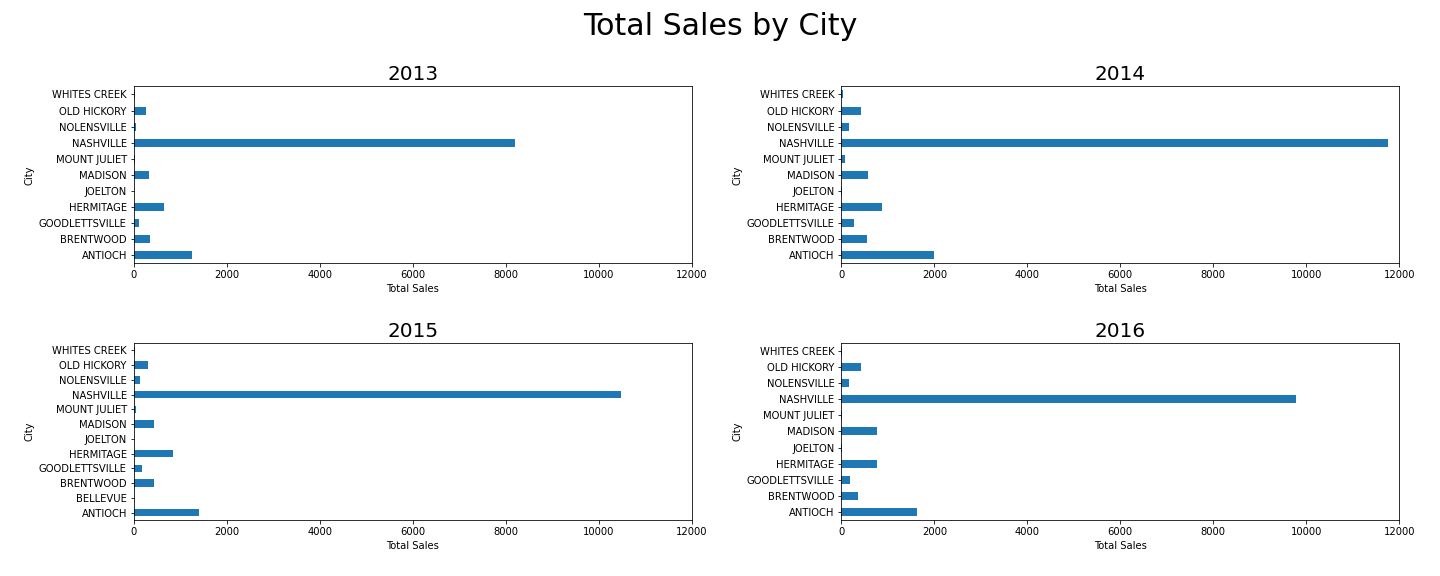 Total Sales by City
2013
WHITES CREEK
OLD HICKORY
NOLENSVILLE
NASHVILLE
MOUNT JULIET
MADISON
JOELTON
HERMITAGE
GOODLETTSVILLE
BRENTWOOD
ANTIOCH
City
0 2000 4000 6000 8000 10000 12000
Total Sales
2014
WHITES CREEK
OLD HICKORY
NOLENSVILLE
NASHVILLE
MOUNT JULIET
MADISON
JOELTON
HERMITAGE
GOODLETTSVILLE
BRENTWOOD
ANTIOCH
City
0 2000 4000 6000 8000 10000 12000
Total Sales
2015
WHITES CREEK
OLD HICKORY
NOLENSVILLE
NASHVILLE
MOUNT JULIET
MADISON
JOELTON
HERMITAGE
GOODLETTSVILLE
BRENTWOOD
BELLEVUE
ANTIOCH
City
0 2000 4000 6000 8000 10000 12000
Total Sales
2016
WHITES CREEK
OLD HICKORY
NOLENSVILLE
NASHVILLE
MOUNT JULIET
MADISON
JOELTON
HERMITAGE
GOODLETTSVILLE
BRENTWOOD
ANTIOCH
City
0 2000 4000 6000 8000 10000 12000
Total Sales